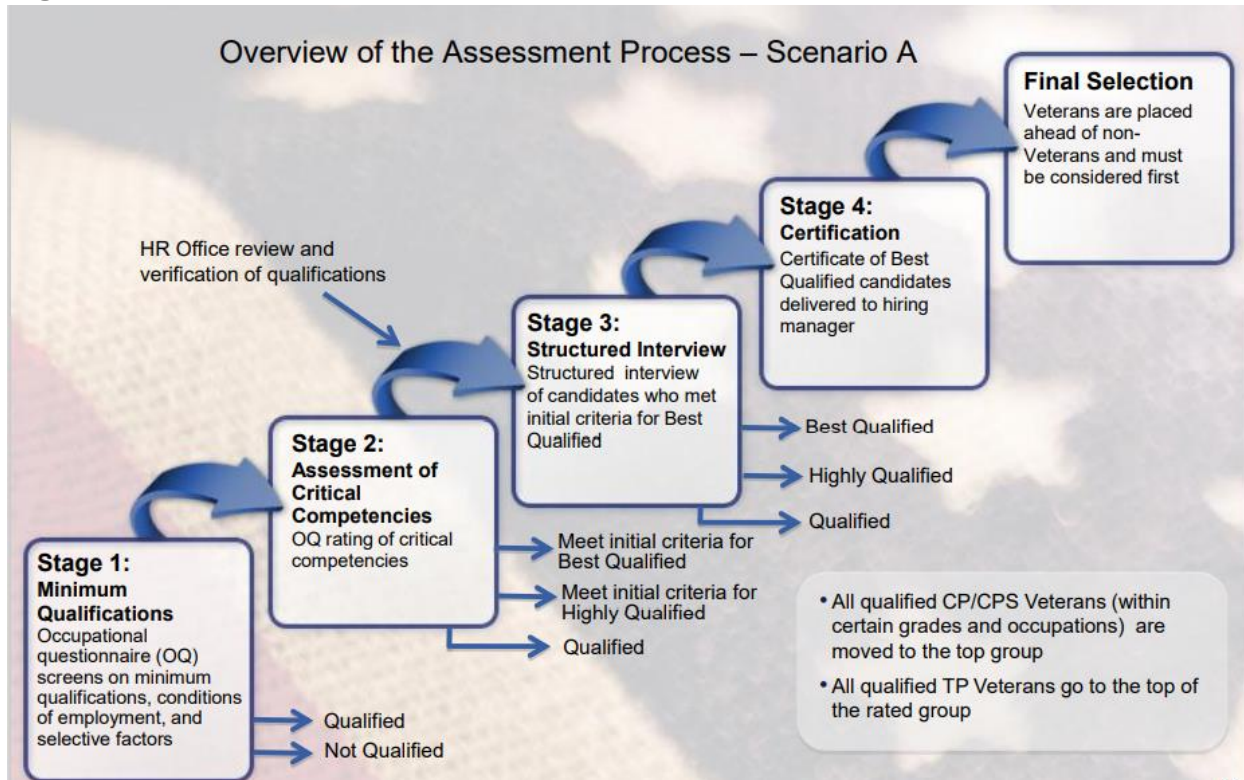 Overview of the Assessment Process – Scenario A
Final Selection
Veterans are placed
ahead of non-
Veterans and must
be considered first
Stage 4:
Certification
Certificate of Best
Qualified candidates
delivered to hiring
manager
HR Office review and
verification of qualifications
Stage 3:
Structured Interview
Structured interview
of candidates who met
initial criteria for Best
Qualified
Best Qualified
Highly Qualified
Qualified
Stage 2:
Assessment of
Critical
Competencies
OQ rating of critical
competencies
Meet initial criteria for
Best Qualified
Meet initial criteria for
Highly Qualified
Qualified
Stage 1:
Minimum
Qualifications
Occupational
questionnaire (OQ)
screens on minimum
qualifications, conditions
of employment, and
selective factors
Qualified
Not Qualified
• All qualified CP/CPS Veterans (within
certain grades and occupations) are
moved to the top group
• All qualified TP Veterans go to the top of
the rated group